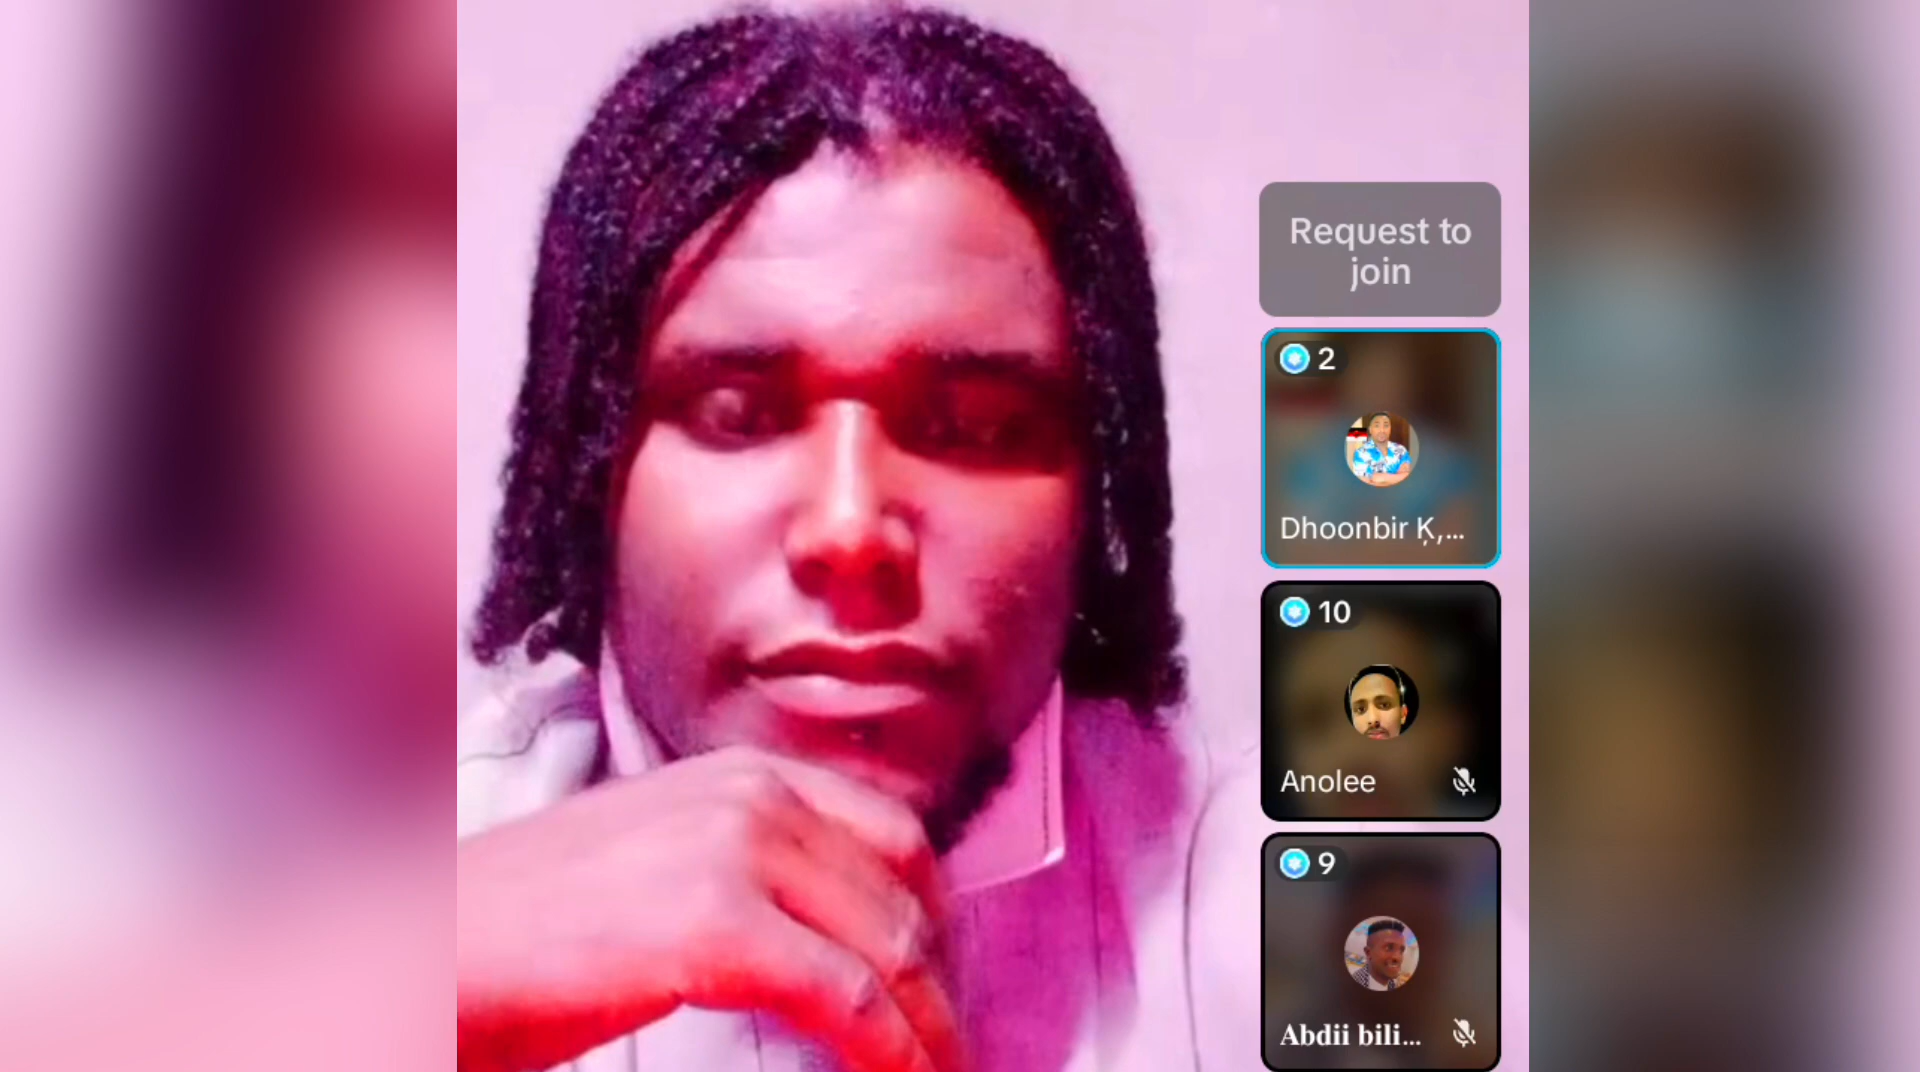 Request to
join
2
Dhoonbir Ķ,...
10
Anolee
9
Abdii bili...